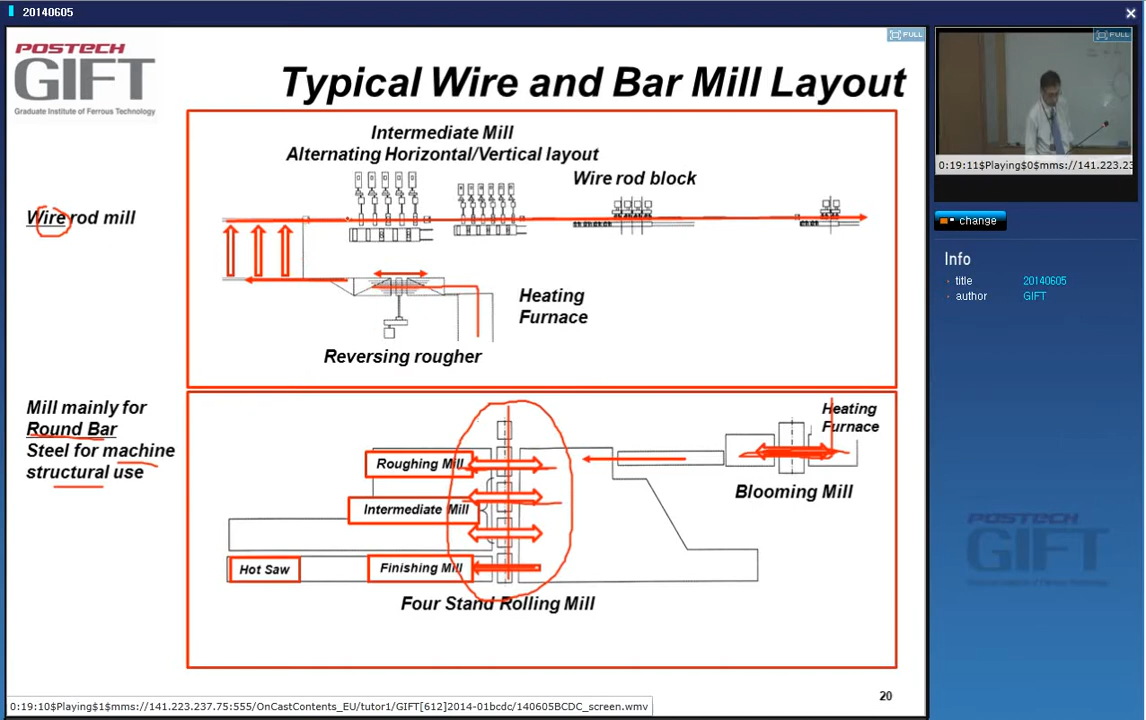 20140605
POSTECH
GIFT
Graduate Institute of Ferrous Technology
FULL
Typical Wire and Bar Mill Layout
Intermediate Mill
Alternating Horizontal/Vertical layout
Wire rod block
Wire rod mill
Heating
Furnace
Reversing rougher
Mill mainly for
Round Bar
Steel for machine
structural use
Roughing Mill
Intermediate Mill
Hot Saw
Finishing Mill
Four Stand Rolling Mill
Heating
Furnace
Blooming Mill
20
0:19:10$Playing$1$mms://141.223.237.75:555/OnCastContents_EU/tutor1/GIFT[612]2014-01bcdc/140605BCDC_screen.wmv
FULL
0:19:11$Playing$0$mms://141.223.23
change
Info
title 20140605
author GIFT
POSTECH
GIFT